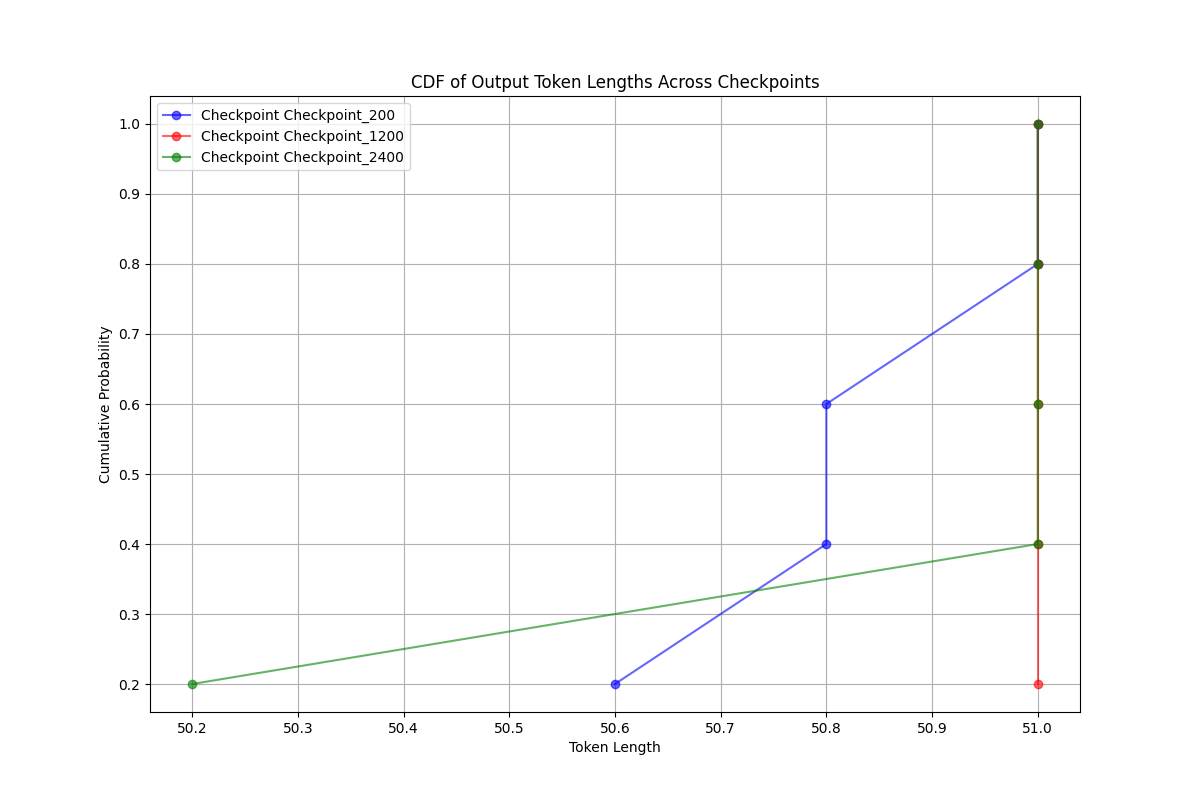 CDF of Output Token Lengths Across Checkpoints
Checkpoint Checkpoint_200
Checkpoint Checkpoint_1200
Checkpoint Checkpoint_2400
1.0
0.9
0.8
0.7
0.6
0.5
0.4
0.3
0.2
Cumulative Probability
50.2 50.3 50.4 50.5 50.6 50.7 50.8 50.9 51.0
Token Length